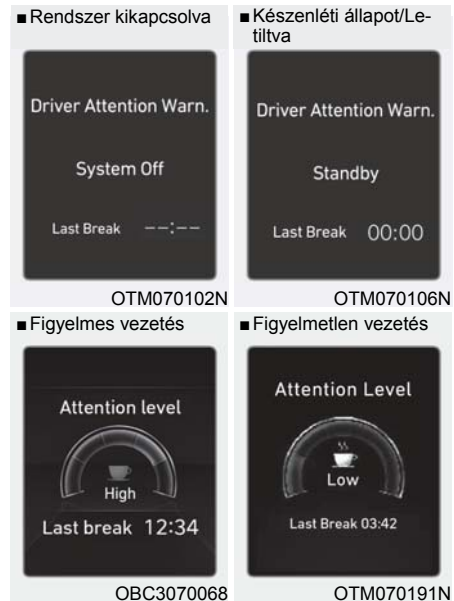 ■ Rendszer kikapcsolva
Driver Attention Warn.
System Off
Last Break --:--
OTM070102N
■ Készenléti állapot/Le-
tiltva
Driver Attention Warn.
Standby
Last Break 00:00
OTM070106N
■ Figyelmes vezetés
Attention level
High
Last break 12:34
OBC3070068
■ Figyelmetlen vezetés
Attention Level
Low
Last Break 03:42
OTM070191N